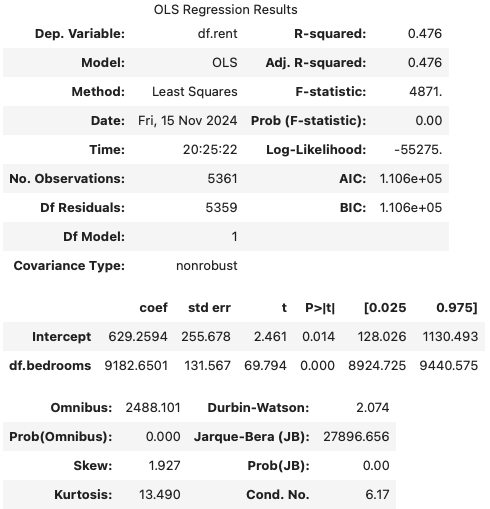 OLS Regression Results
Dep. Variable: df.rent R-squared: 0.476
Model: OLS Adj. R-squared: 0.476
Method: Least Squares F-statistic: 4871.
Date: Fri, 15 Nov 2024 Prob (F-statistic): 0.00
Time: 20:25:22 Log-Likelihood: -55275.
No. Observations: 5361 AIC: 1.106e+05
Df Residuals: 5359 BIC: 1.106e+05
Df Model: 1
Covariance Type: nonrobust
coef std err t P>|t| [0.025 0.975]
Intercept 629.2594 255.678 2.461 0.014 128.026 1130.493
df.bedrooms 9182.6501 131.567 69.794 0.000 8924.725 9440.575
Omnibus: 2488.101 Durbin-Watson: 2.074
Prob(Omnibus): 0.000 Jarque-Bera (JB): 27896.656
Skew: 1.927 Prob(JB): 0.00
Kurtosis: 13.490 Cond. No. 6.17